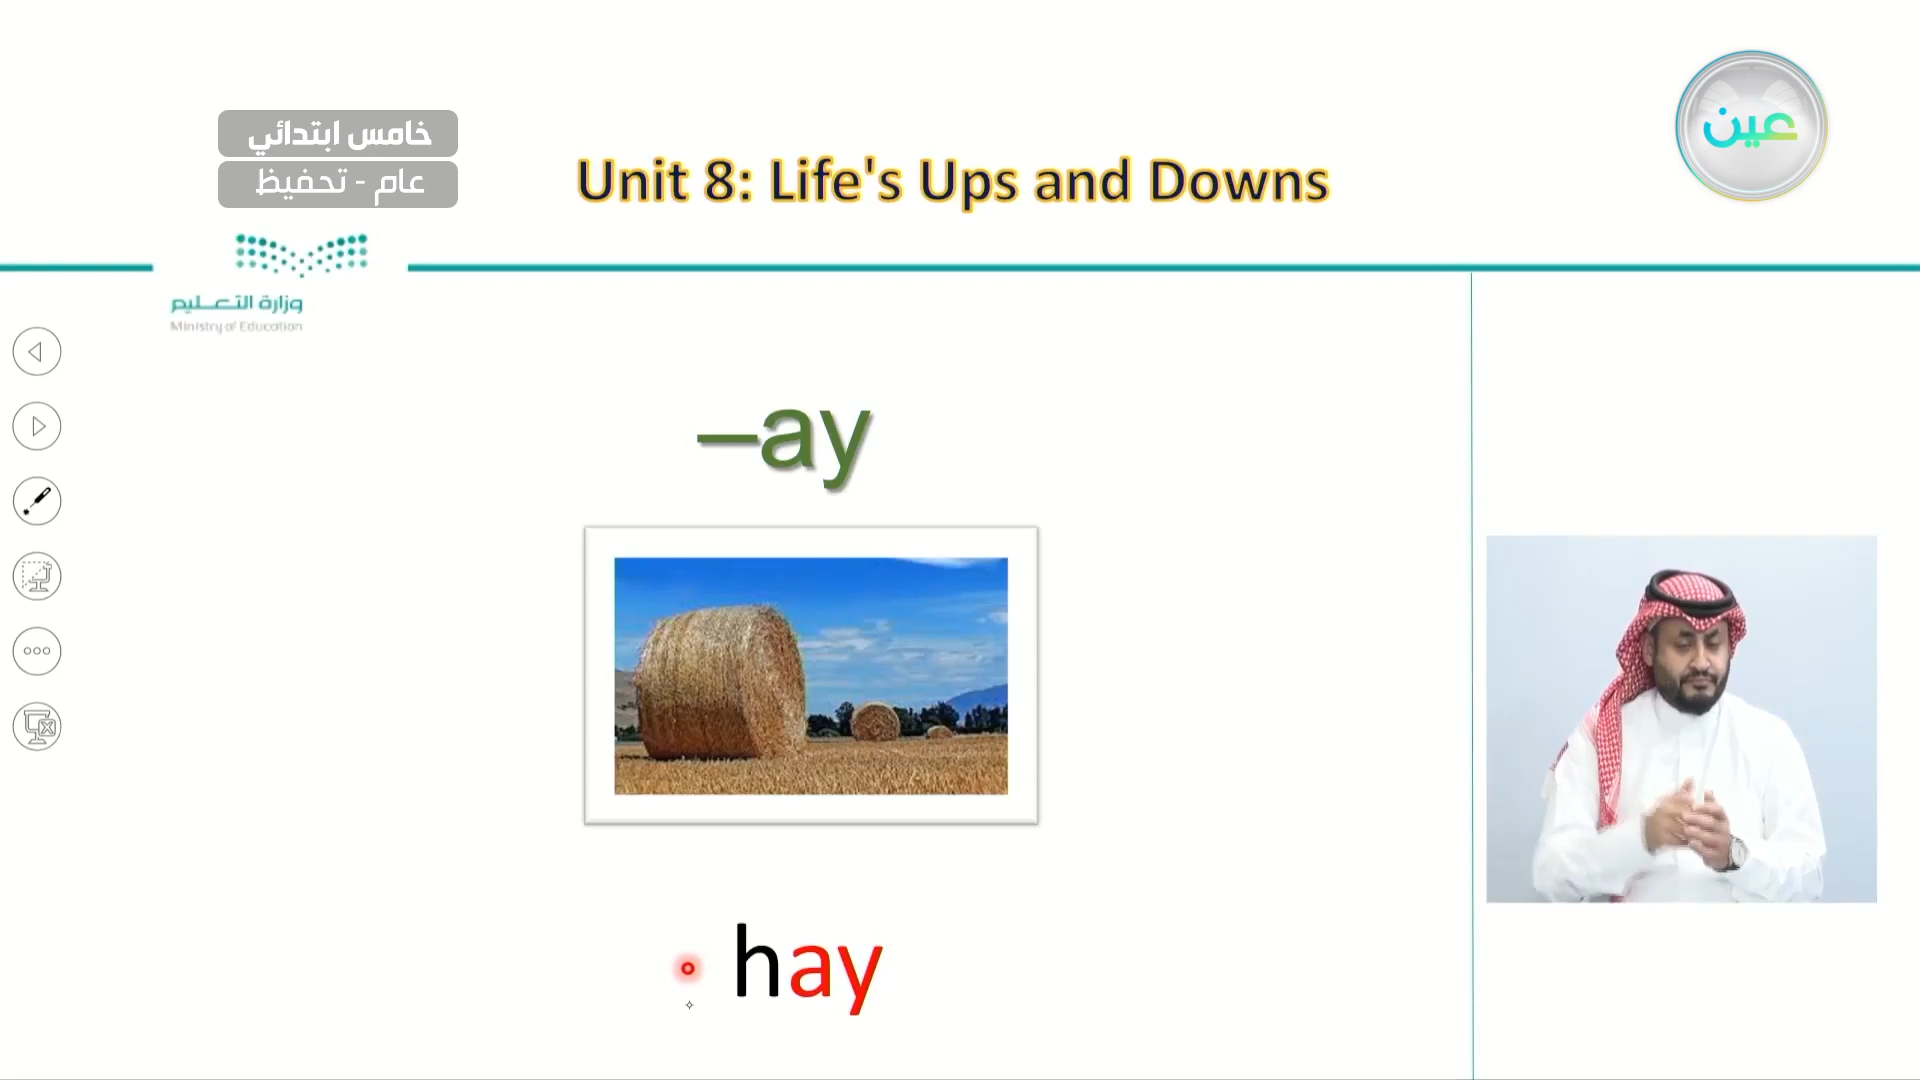 خامس ابتدائي
عام - تحفيظ
Unit 8: Life's Ups and Downs
عين
وزارة التعليم
Ministry of Education
–ay
hay